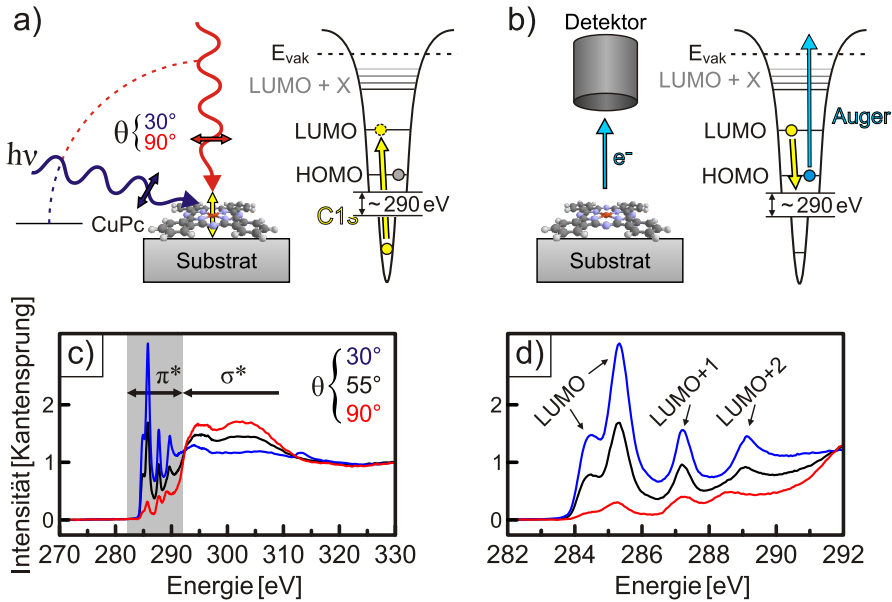 a)
E_vak
LUMO + X
θ { 30°
90°
LUMO
hν
HOMO
CuPc
C1s
~290 eV
Substrat
b)
Detektor
E_vak
LUMO + X
Auger
LUMO
e⁻
HOMO
~290 eV
Substrat
c)
π* σ*
θ { 30°
55°
90°
Intensität [Kantensprung]
2
1
0
270 280 290 300 310 320 330
Energie [eV]
d)
LUMO
LUMO+1
LUMO+2
2
1
0
282 284 286 288 290 292
Energie [eV]